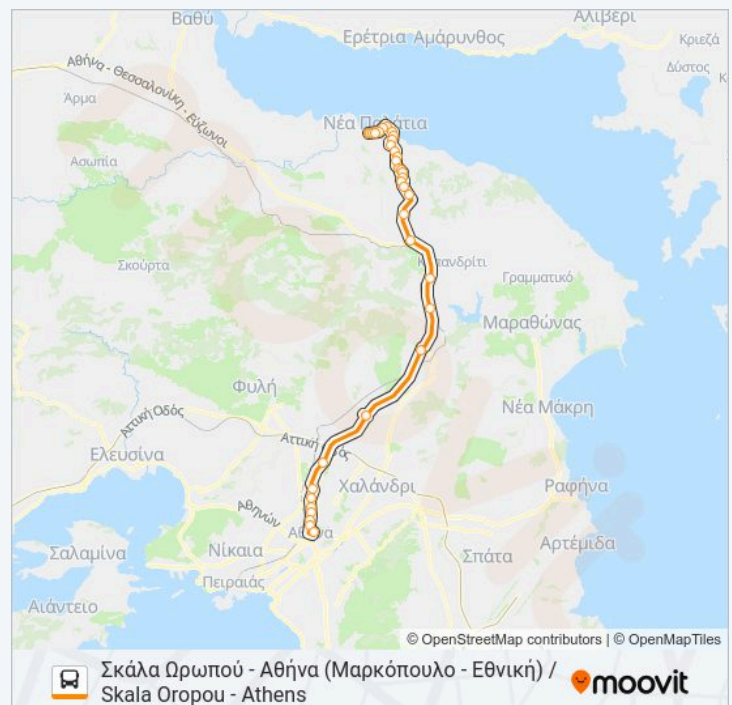 Βαθύ
Αλιβέρι
Ερέτρια Αμάρυνθος
Κριεζά
Δύστος
Αθήνα - Θεσσαλονίκη - Εύζωνοι
Άρμα
Νέα Παλάτια
Ασωπία
Σκούρτα
Καπανδρίτι
Γραμματικό
Μαραθώνας
Φυλή
Αττική Οδός
Νέα Μάκρη
Ελευσίνα
Αττική Οδός
Χαλάνδρι
Ραφήνα
Αθηνών
Αθήνα
Σαλαμίνα
Νίκαια
Σπάτα
Αρτέμιδα
Πειραιάς
Αιάντειο
© OpenStreetMap contributors | © OpenMapTiles
Σκάλα Ωρωπού - Αθήνα (Μαρκόπουλο - Εθνική) /
Skala Oropou - Athens
moovit